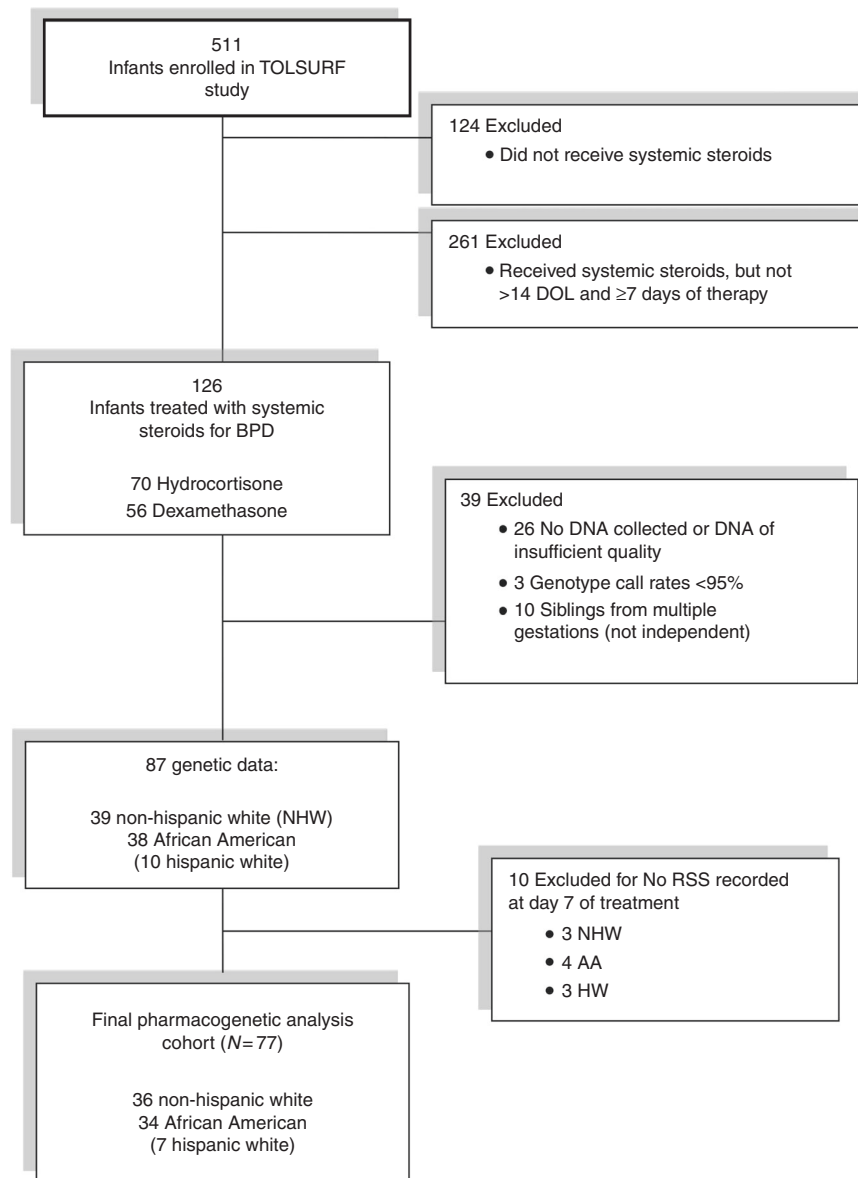 511
Infants enrolled in TOLSURF
study
124 Excluded
• Did not receive systemic steroids
261 Excluded
• Received systemic steroids, but not
>14 DOL and ≥7 days of therapy
126
Infants treated with systemic
steroids for BPD
70 Hydrocortisone
56 Dexamethasone
39 Excluded
• 26 No DNA collected or DNA of
insufficient quality
• 3 Genotype call rates <95%
• 10 Siblings from multiple
gestations (not independent)
87 genetic data:
39 non-hispanic white (NHW)
38 African American
(10 hispanic white)
10 Excluded for No RSS recorded
at day 7 of treatment
• 3 NHW
• 4 AA
• 3 HW
Final pharmacogenetic analysis
cohort (N=77)
36 non-hispanic white
34 African American
(7 hispanic white)